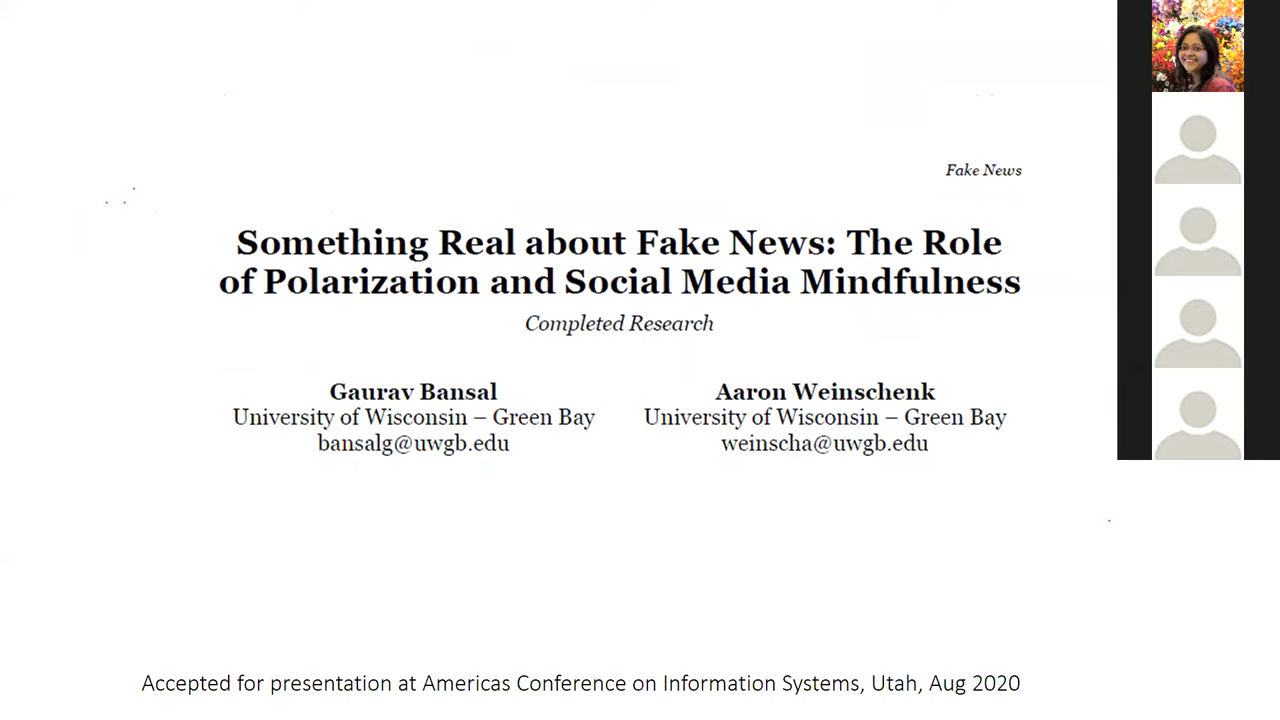 Fake News
Something Real about Fake News: The Role
of Polarization and Social Media Mindfulness
Completed Research
Gaurav Bansal
University of Wisconsin – Green Bay
bansalg@uwgb.edu
Aaron Weinschenk
University of Wisconsin – Green Bay
weinscha@uwgb.edu
Accepted for presentation at Americas Conference on Information Systems, Utah, Aug 2020